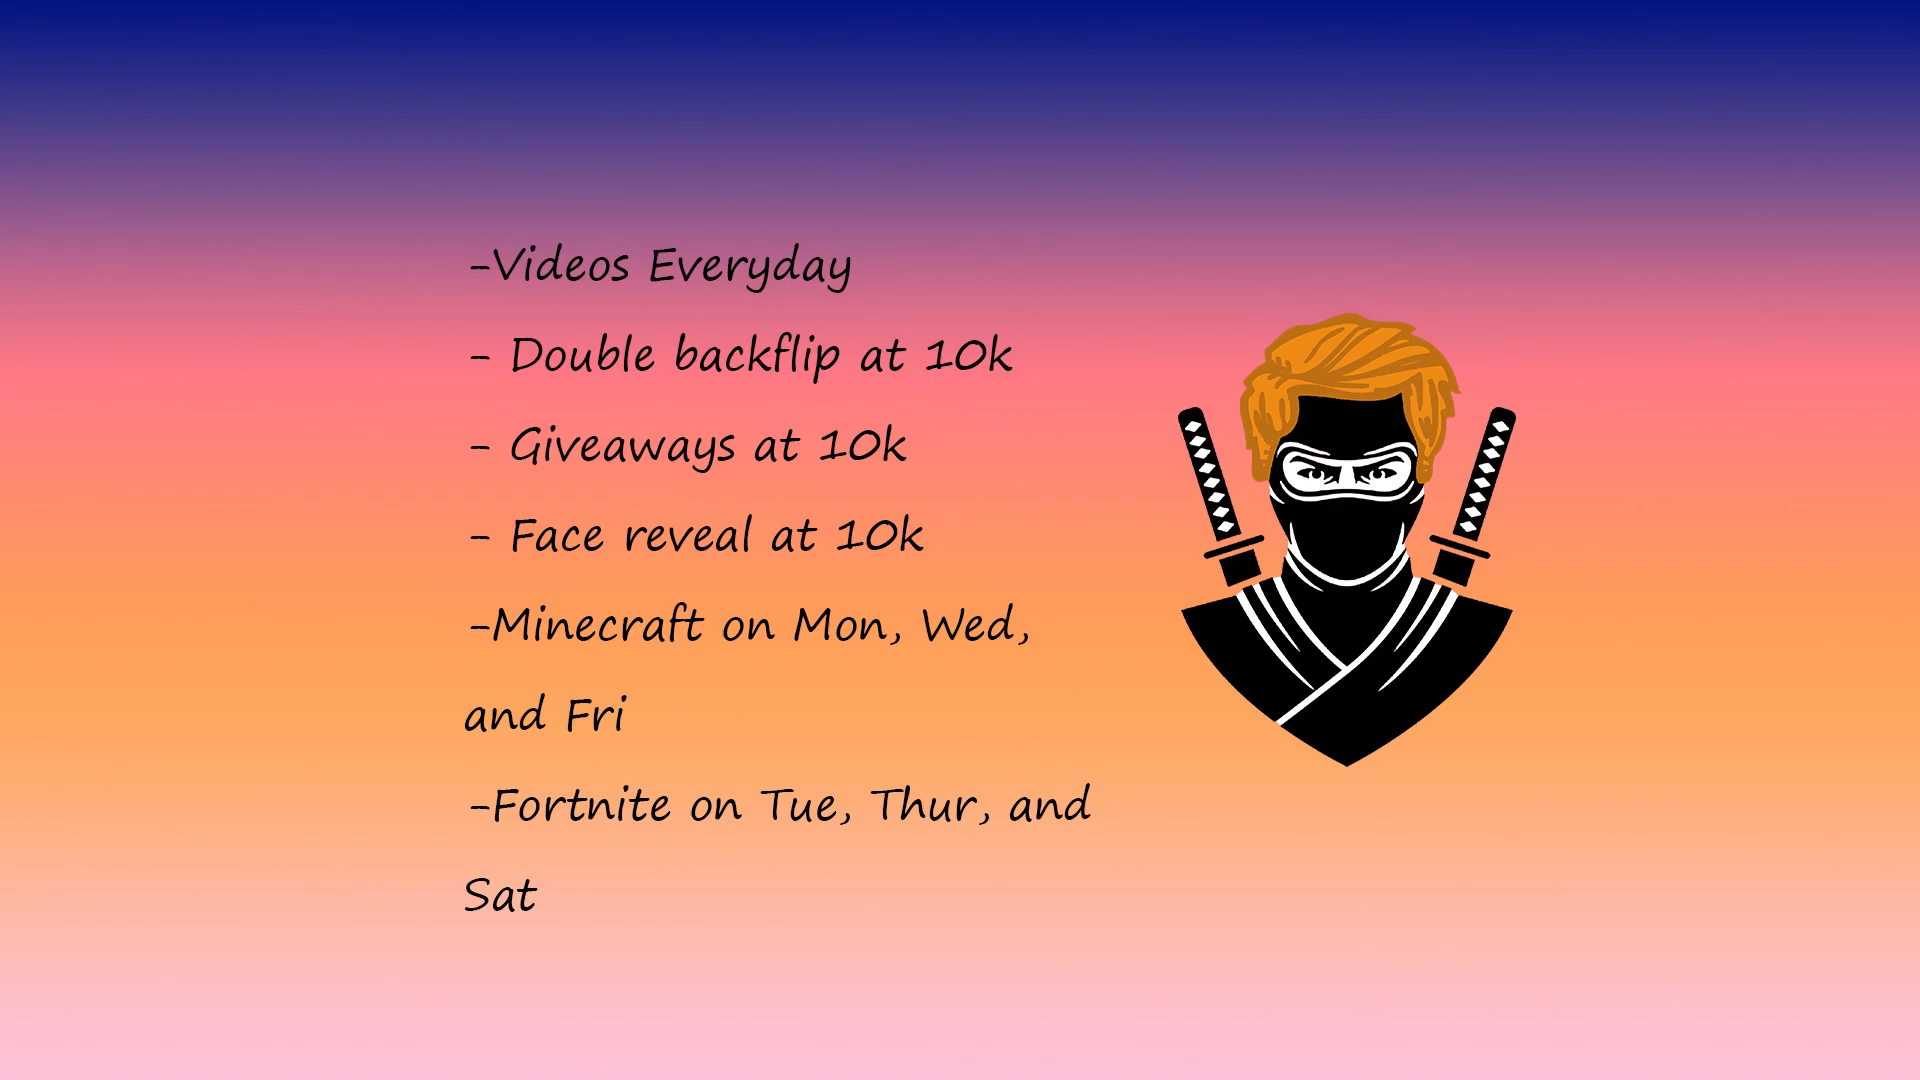 -Videos Everyday
- Double backflip at 10k
- Giveaways at 10k
- Face reveal at 10k
-Minecraft on Mon, Wed,
and Fri
-Fortnite on Tue, Thur, and
Sat